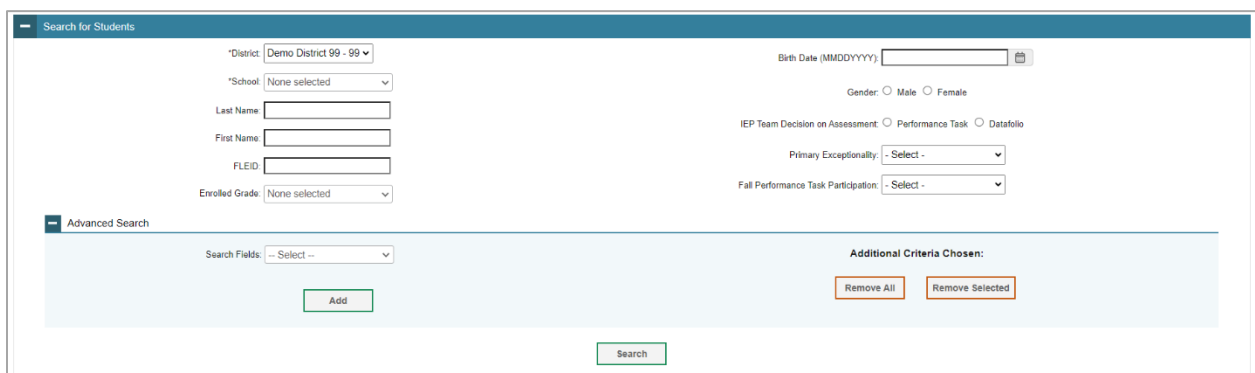 Search for Students
*District: Demo District 99 - 99
*School: None selected
Last Name:
First Name:
FLEID:
Enrolled Grade: None selected
Birth Date (MMDDYYYY):
Gender: Male Female
IEP Team Decision on Assessment: Performance Task Datafolio
Primary Exceptionality: - Select -
Fall Performance Task Participation: - Select -
Advanced Search
Search Fields: -- Select --
Add
Additional Criteria Chosen:
Remove All Remove Selected
Search